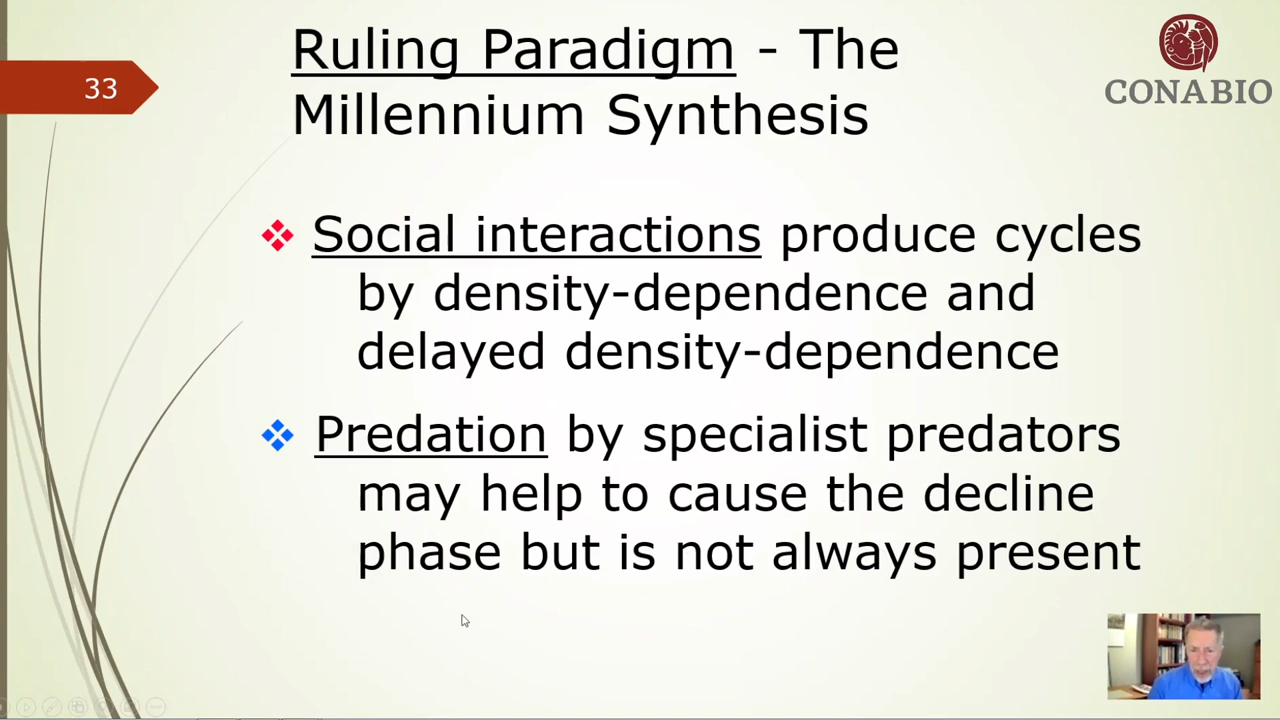 Ruling Paradigm - The
Millennium Synthesis
33
CONABIO
Social interactions produce cycles
by density-dependence and
delayed density-dependence
Predation by specialist predators
may help to cause the decline
phase but is not always present